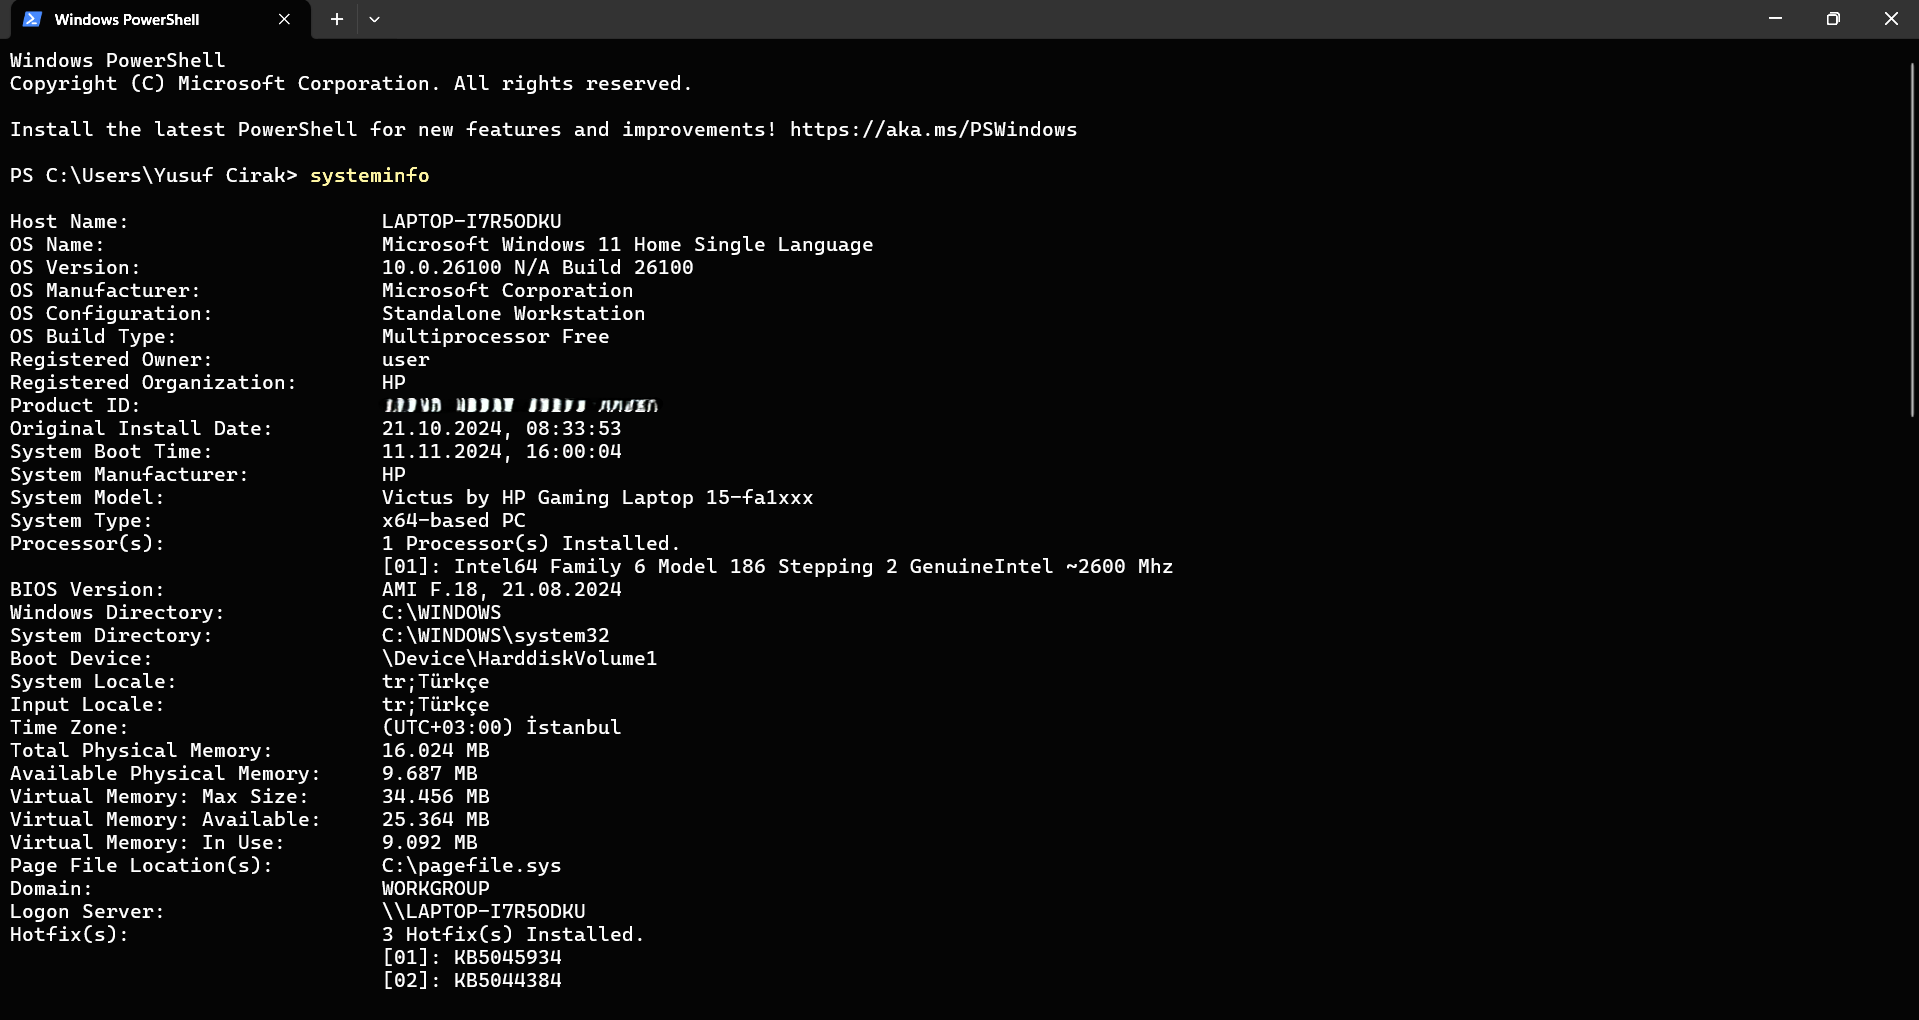 Windows PowerShell
Windows PowerShell
Copyright (C) Microsoft Corporation. All rights reserved.
Install the latest PowerShell for new features and improvements! https://aka.ms/PSWindows
PS C:\Users\Yusuf Cirak> systeminfo
Host Name: LAPTOP-I7R5ODKU
OS Name: Microsoft Windows 11 Home Single Language
OS Version: 10.0.26100 N/A Build 26100
OS Manufacturer: Microsoft Corporation
OS Configuration: Standalone Workstation
OS Build Type: Multiprocessor Free
Registered Owner: user
Registered Organization: HP
Product ID:
Original Install Date: 21.10.2024, 08:33:53
System Boot Time: 11.11.2024, 16:00:04
System Manufacturer: HP
System Model: Victus by HP Gaming Laptop 15-fa1xxx
System Type: x64-based PC
Processor(s): 1 Processor(s) Installed.
[01]: Intel64 Family 6 Model 186 Stepping 2 GenuineIntel ~2600 Mhz
BIOS Version: AMI F.18, 21.08.2024
Windows Directory: C:\WINDOWS
System Directory: C:\WINDOWS\system32
Boot Device: \Device\HarddiskVolume1
System Locale: tr;Türkçe
Input Locale: tr;Türkçe
Time Zone: (UTC+03:00) İstanbul
Total Physical Memory: 16.024 MB
Available Physical Memory: 9.687 MB
Virtual Memory: Max Size: 34.456 MB
Virtual Memory: Available: 25.364 MB
Virtual Memory: In Use: 9.092 MB
Page File Location(s): C:\pagefile.sys
Domain: WORKGROUP
Logon Server: \\LAPTOP-I7R5ODKU
Hotfix(s): 3 Hotfix(s) Installed.
[01]: KB5045934
[02]: KB5044384